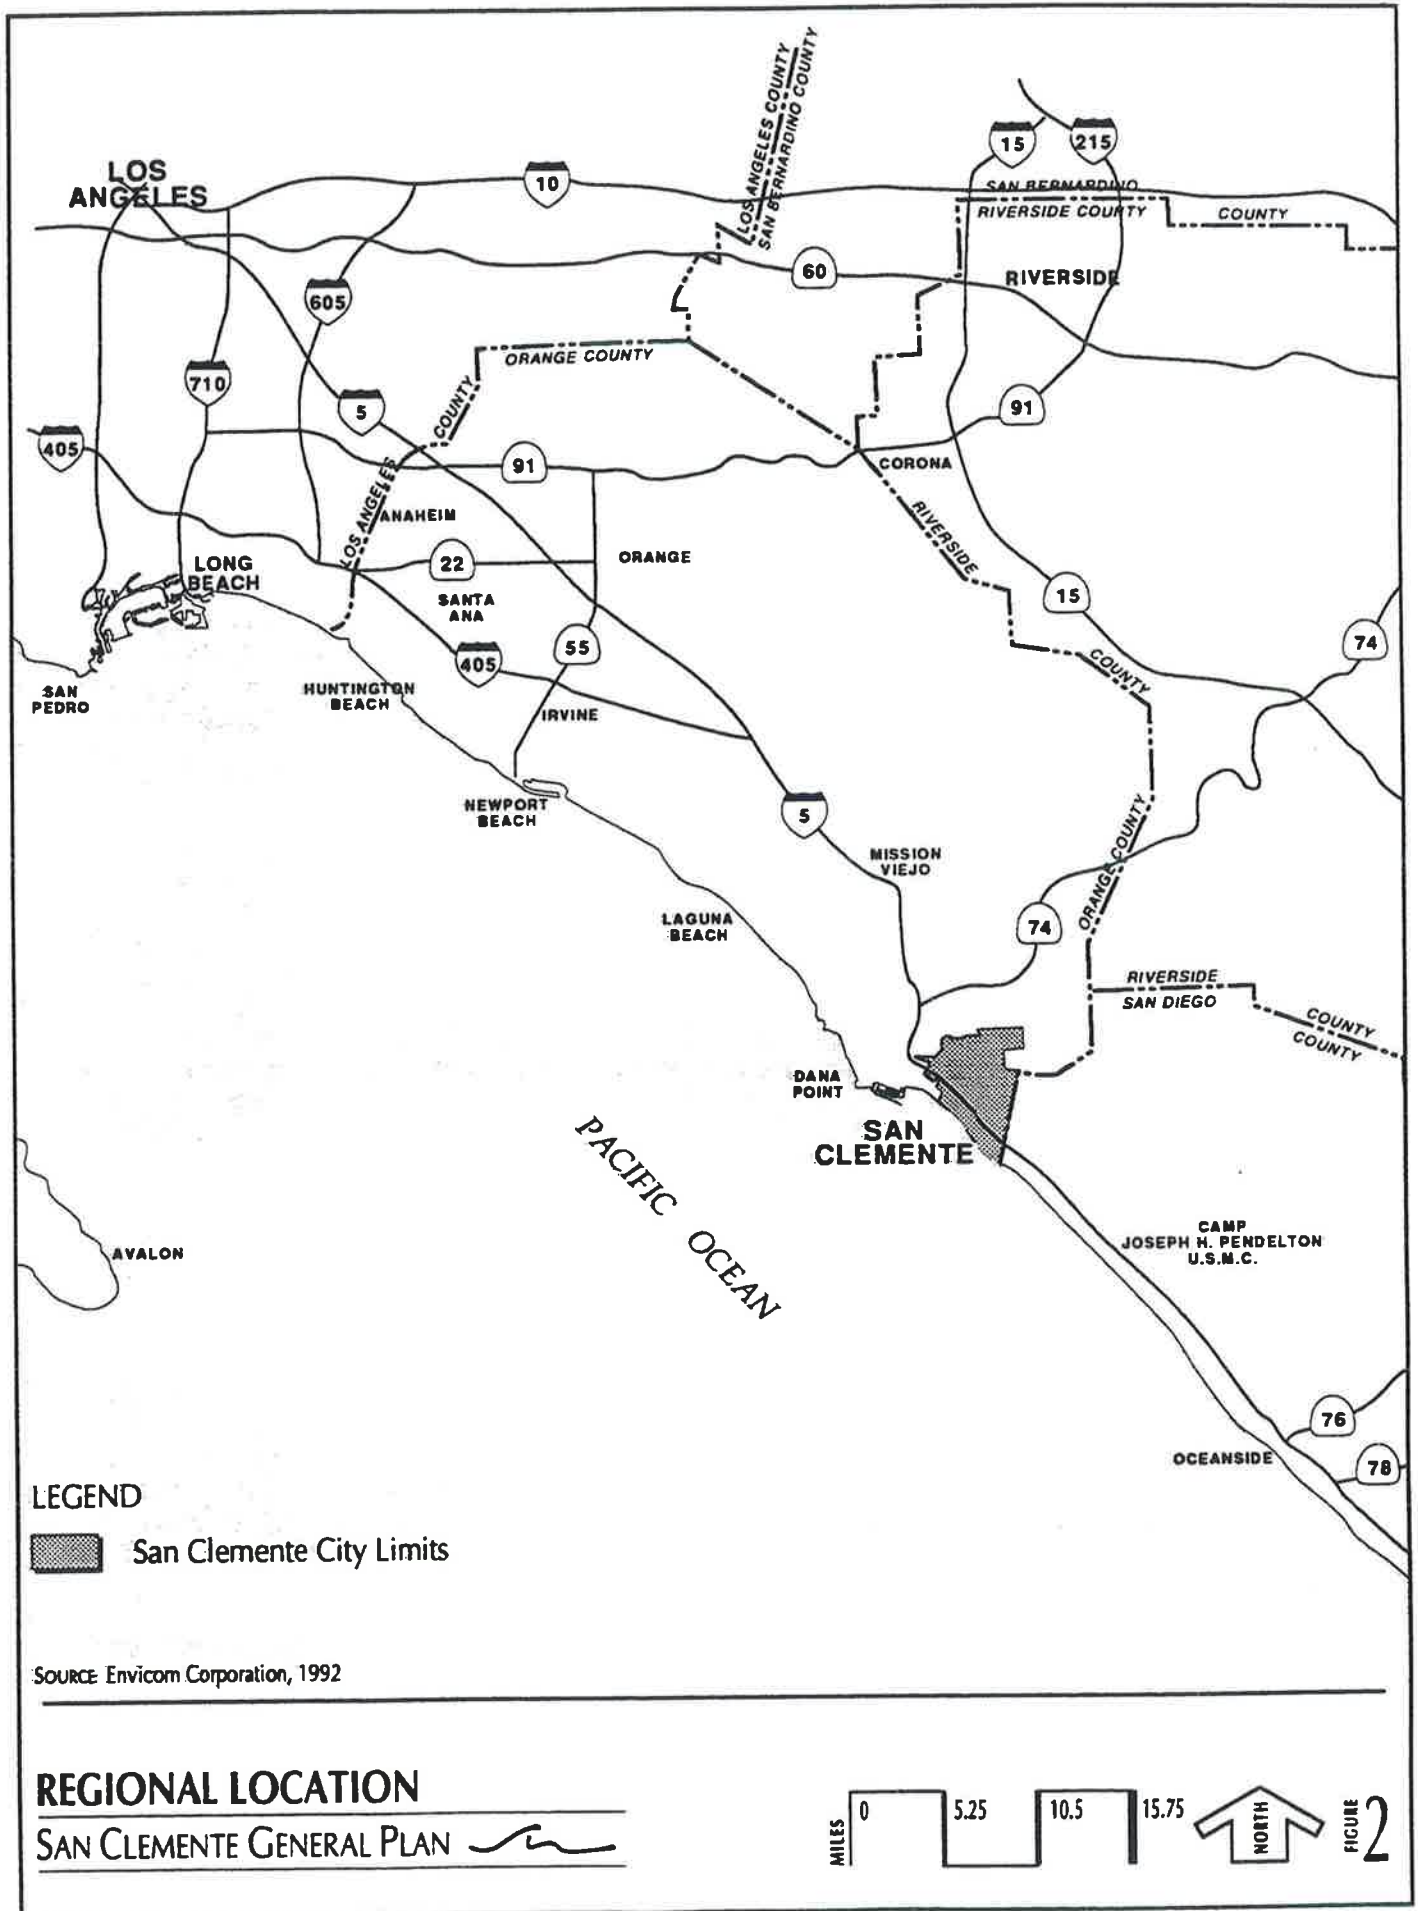 LOS ANGELES COUNTY
SAN BERNARDINO COUNTY
15
215
LOS
ANGELES
10
SAN BERNARDINO
RIVERSIDE COUNTY
COUNTY
60
RIVERSIDE
605
ORANGE COUNTY
710
5
COUNTY
91
405
91
CORONA
LOS ANGELES
ANAHEIM
RIVERSIDE
22
ORANGE
LONG
BEACH
SANTA
ANA
15
55
74
405
COUNTY
SAN
PEDRO
HUNTINGTON
BEACH
IRVINE
NEWPORT
BEACH
5
ORANGE COUNTY
MISSION
VIEJO
LAGUNA
BEACH
74
RIVERSIDE
SAN DIEGO
COUNTY
COUNTY
DANA
POINT
SAN
CLEMENTE
PACIFIC OCEAN
AVALON
CAMP
JOSEPH H. PENDELTON
U.S.M.C.
76
OCEANSIDE
78
LEGEND
San Clemente City Limits
SOURCE: Envicom Corporation, 1992
REGIONAL LOCATION
SAN CLEMENTE GENERAL PLAN
MILES
0
5.25
10.5
15.75
NORTH
FIGURE
2